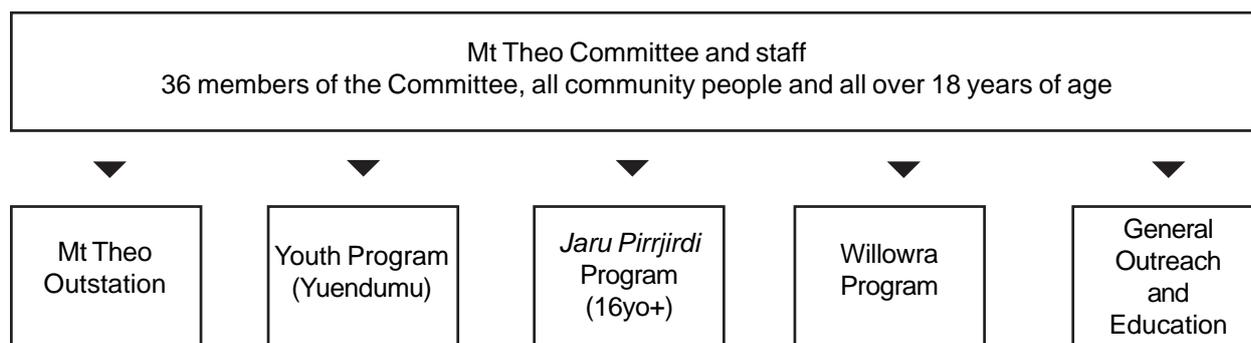 Mt Theo Committee and staff
36 members of the Committee, all community people and all over 18 years of age
Mt Theo
Outstation
Youth Program
(Yuendumu)
Jaru Pirrjirdi
Program
(16yo+)
Willowra
Program
General
Outreach
and
Education